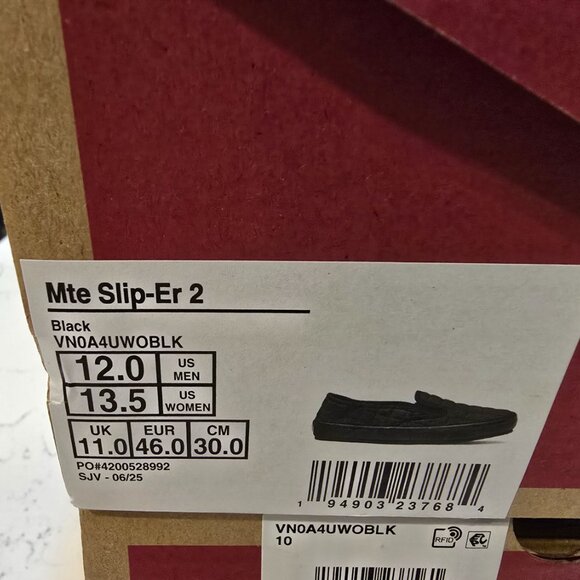 Mte Slip-Er 2
Black
VN0A4UWOBLK
12.0 US MEN
13.5 US WOMEN
UK EUR CM
11.0 46.0 30.0
PO#4200528992
SJV - 06/25
1 94903 23768 4
VN0A4UWOBLK
10
RFID